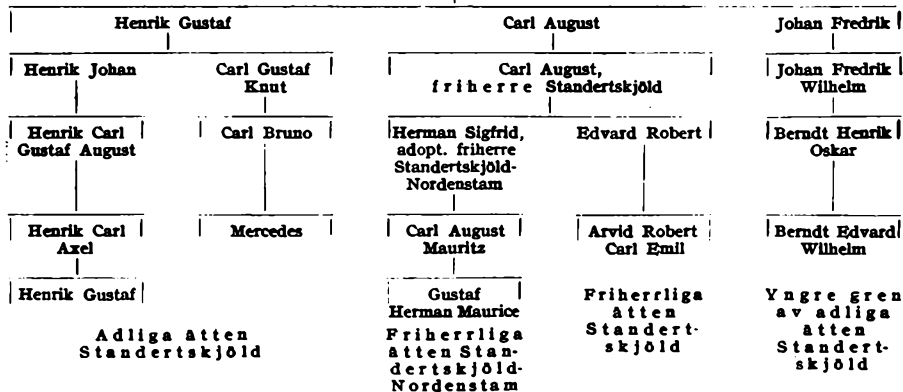 Henrik Gustaf
Carl August
Johan Fredrik
Henrik Johan
Carl Gustaf
Knut
Carl August,
friherre Standertskjöld
Johan Fredrik
Wilhelm
Henrik Carl
Gustaf August
Carl Bruno
Herman Sigfrid,
adopt. friherre
Standertskjöld-
Nordenstam
Edvard Robert
Berndt Henrik
Oskar
Henrik Carl
Axel
Mercedes
Carl August
Mauritz
Arvid Robert
Carl Emil
Berndt Edvard
Wilhelm
Henrik Gustaf
Gustaf
Herman Maurice
Adliga ätten
Standertskjöld
Friherrliga
ätten Stan-
dertskjöld-
Nordenstam
Friherrliga
ätten
Standert-
skjöld
Yngre gren
av adliga
ätten
Standert-
skjöld